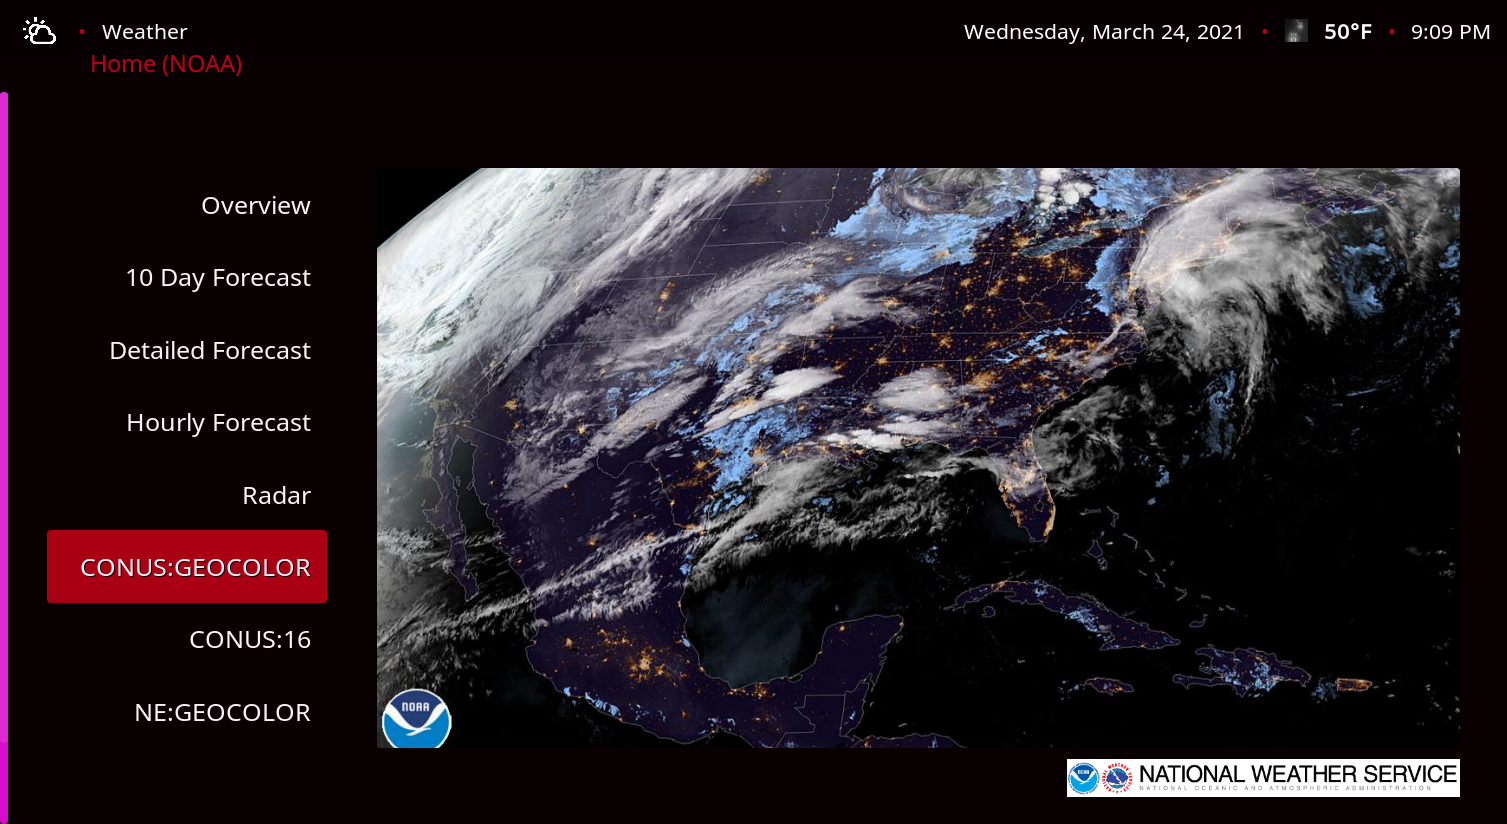 Weather
Wednesday, March 24, 2021 • 50°F • 9:09 PM
Home (NOAA)
Overview
10 Day Forecast
Detailed Forecast
Hourly Forecast
Radar
CONUS:GEOCOLOR
CONUS:16
NE:GEOCOLOR
NOAA
NATIONAL WEATHER SERVICE
NATIONAL OCEANIC AND ATMOSPHERIC ADMINISTRATION